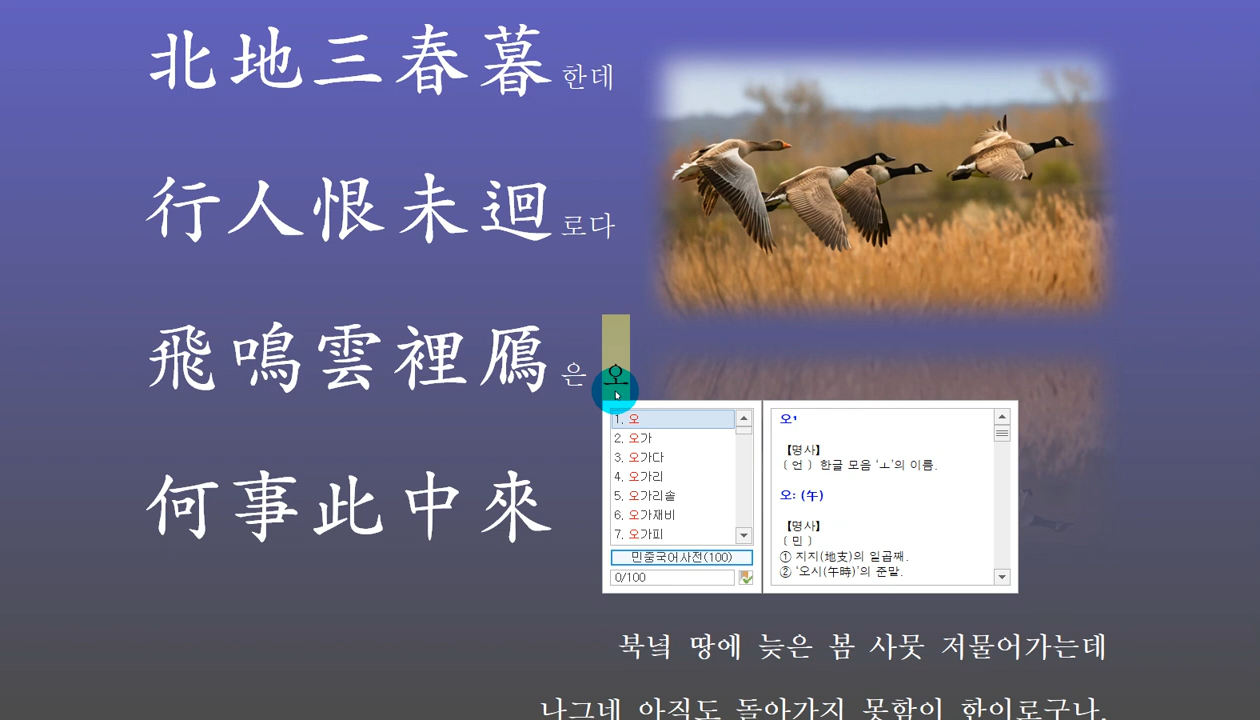 北地三春暮한데
行人恨未迴로다
飛鳴雲裡鴈은 오
何事此中來
1. 오
2. 오가
3. 오가다
4. 오가리
5. 오가리솔
6. 오가재비
7. 오가피
민중국어사전(100)
0/100
오¹
【명사】
〔언〕 한글 모음 ‘ㅗ’의 이름.
오: (午)
【명사】
〔민〕
① 지지(地支)의 일곱째.
② ‘오시(午時)’의 준말.
북녘 땅에 늦은 봄 사뭇 저물어가는데
나그네 아직도 돌아가지 못함이 한이로구나.